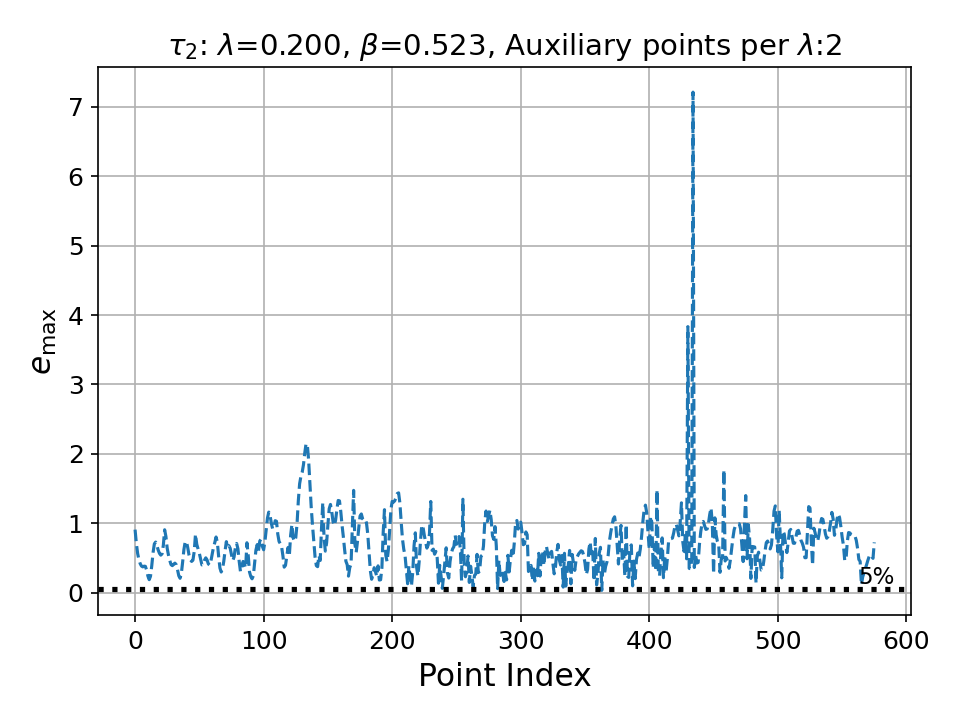 τ₂: λ=0.200, β=0.523, Auxiliary points per λ:2
e_max
7
6
5
4
3
2
1
0
5%
0 100 200 300 400 500 600
Point Index